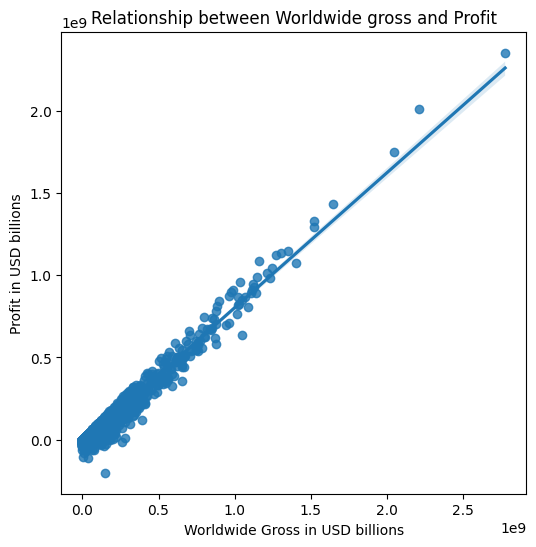 Relationship between Worldwide gross and Profit
1e9
2.0
1.5
1.0
0.5
0.0
Profit in USD billions
0.0 0.5 1.0 1.5 2.0 2.5
1e9
Worldwide Gross in USD billions